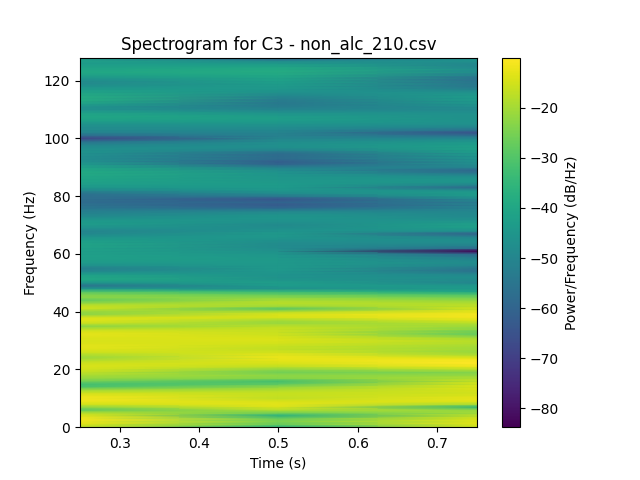 Spectrogram for C3 - non_alc_210.csv
120
100
80
60
40
20
0
Frequency (Hz)
0.3 0.4 0.5 0.6 0.7
Time (s)
−20
−30
−40
−50
−60
−70
−80
Power/Frequency (dB/Hz)